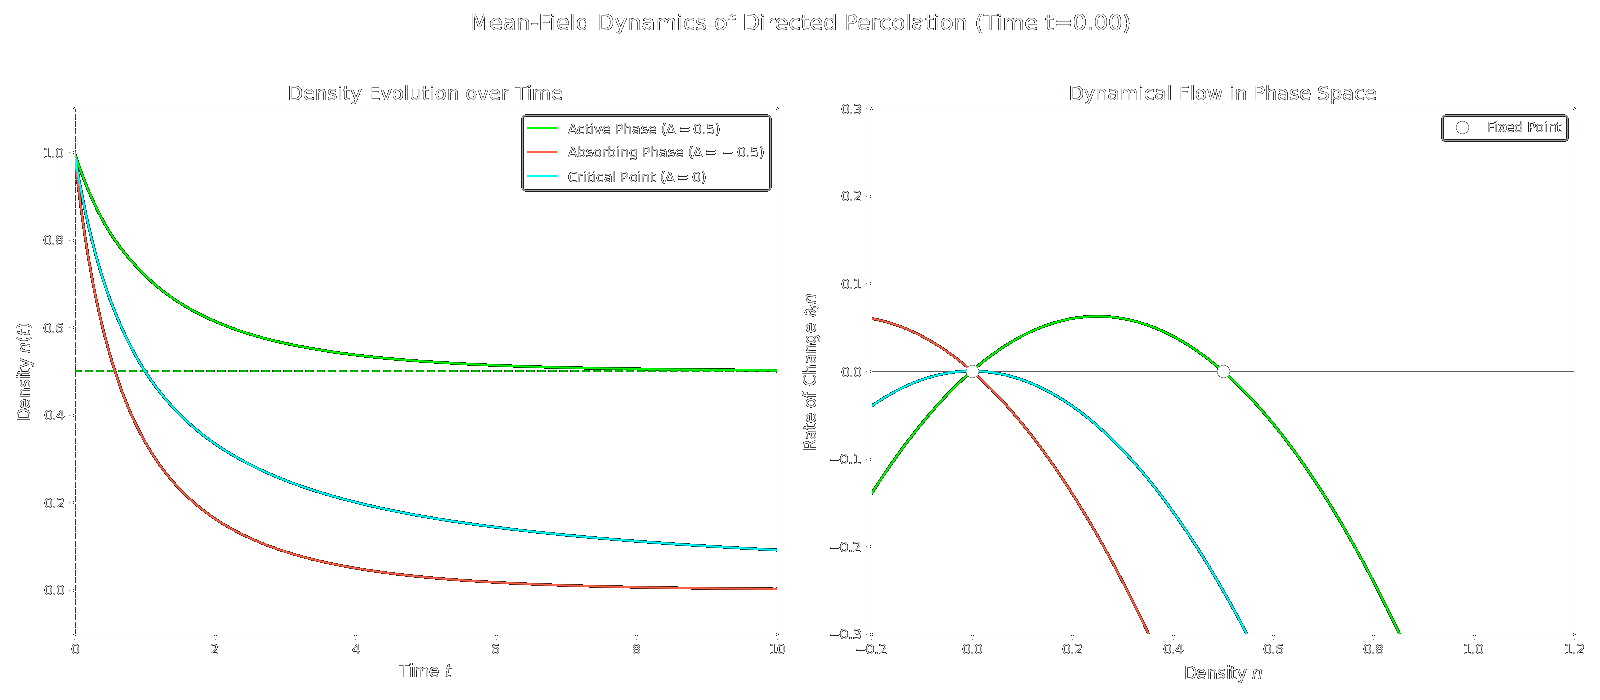 Mean-Field Dynamics of Directed Percolation (Time t=0.00)
Density Evolution over Time
Active Phase (Δ = 0.5)
Absorbing Phase (Δ = − 0.5)
Critical Point (Δ = 0)
Density n(t)
1.0
0.8
0.6
0.4
0.2
0.0
0
2
4
6
8
10
Time t
Dynamical Flow in Phase Space
Fixed Point
Rate of Change ∂ₜn
0.3
0.2
0.1
0.0
−0.1
−0.2
−0.3
−0.2
0.0
0.2
0.4
0.6
0.8
1.0
1.2
Density n